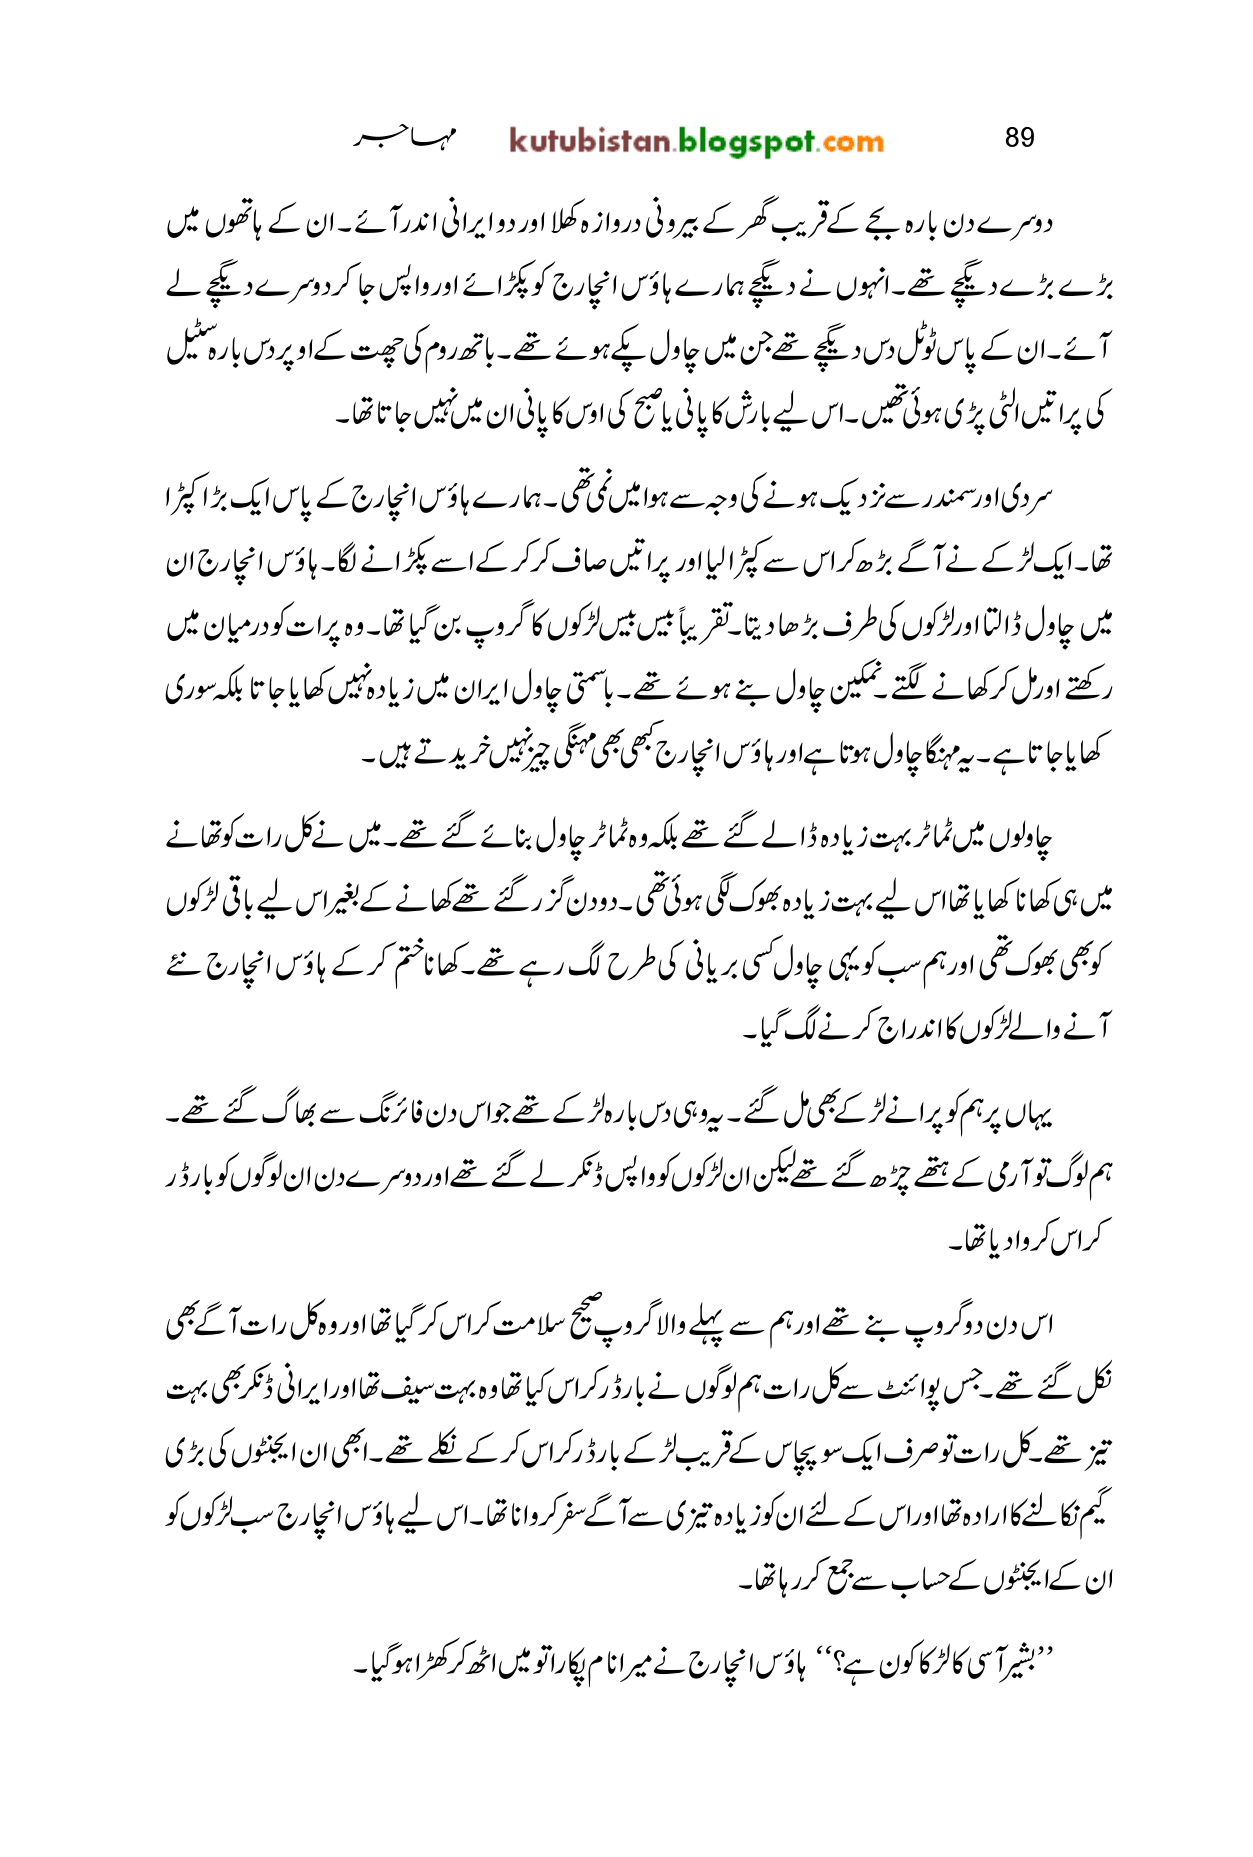 89 kutubistan.blogspot.com مہاجر
دوسرے دن بارہ بجے کے قریب گھر کے بیرونی دروازہ کھلا اور دو ایرانی اندر آئے۔ ان کے ہاتھوں میں
بڑے بڑے دیگچے تھے۔ انہوں نے دیگچے ہمارے ہاؤس انچارج کو پکڑائے اور واپس جا کر دوسرے دیگچے لے
آئے۔ ان کے پاس ٹوٹل دس دیگچے تھے جن میں چاول پکے ہوئے تھے۔ باتھ روم کی چھت کے اوپر دس بارہ سٹیل
کی پراتیں الٹی پڑی ہوئی تھیں۔ اس لیے بارش کا پانی یا صبح کی اوس کا پانی ان میں نہیں جاتا تھا۔
سردی اور سمندر سے نزدیک ہونے کی وجہ سے ہوا میں نمی تھی۔ ہمارے ہاؤس انچارج کے پاس ایک بڑا کپڑا
تھا۔ ایک لڑکے نے آگے بڑھ کر اس سے کپڑا لیا اور پراتیں صاف کر کر کے اسے پکڑانے لگا۔ ہاؤس انچارج ان
میں چاول ڈالتا اور لڑکوں کی طرف بڑھا دیتا۔ تقریباً بیس بیس لڑکوں کا گروپ بن گیا تھا۔ وہ پرات کو درمیان میں
رکھتے اور مل کر کھانے لگتے۔ نمکین چاول بنے ہوئے تھے۔ باسمتی چاول ایران میں زیادہ نہیں کھایا جاتا بلکہ سوری
کھایا جاتا ہے۔ یہ مہنگا چاول ہوتا ہے اور ہاؤس انچارج کبھی بھی مہنگی چیز نہیں خریدتے ہیں۔
چاولوں میں ٹماٹر بہت زیادہ ڈالے گئے تھے بلکہ وہ ٹماٹر چاول بنائے گئے تھے۔ میں نے کل رات کو تھانے
میں ہی کھانا کھایا تھا اس لیے بہت زیادہ بھوک لگی ہوئی تھی۔ دو دن گزر گئے تھے کھانے کے بغیر اس لیے باقی لڑکوں
کو بھی بھوک تھی اور ہم سب کو یہی چاول کسی بریانی کی طرح لگ رہے تھے۔ کھانا ختم کر کے ہاؤس انچارج نئے
آنے والے لڑکوں کا اندراج کرنے لگ گیا۔
یہاں پر ہم کو پرانے لڑکے بھی مل گئے۔ یہ وہی دس بارہ لڑکے تھے جو اس دن فائرنگ سے بھاگ گئے تھے۔
ہم لوگ تو آرمی کے ہتھے چڑھ گئے تھے لیکن ان لڑکوں کو واپس ڈنکر لے گئے تھے اور دوسرے دن ان لوگوں کو بارڈر
کراس کروا دیا تھا۔
اس دن دو گروپ بنے تھے اور ہم سے پہلے والا گروپ صحیح سلامت کراس کر گیا تھا اور وہ کل رات آگے بھی
نکل گئے تھے۔ جس پوائنٹ سے کل رات ہم لوگوں نے بارڈر کراس کیا تھا وہ بہت سیف تھا اور ایرانی ڈنکر بھی بہت
تیز تھے۔ کل رات تو صرف ایک سو پچاس کے قریب لڑکے بارڈر کراس کر کے نکلے تھے۔ ابھی ان ایجنٹوں کی بڑی
گیم نکالنے کا ارادہ تھا اور اس کے لئے ان کو زیادہ تیزی سے آگے سفر کروانا تھا۔ اس لیے ہاؤس انچارج سب لڑکوں کو
ان کے ایجنٹوں کے حساب سے جمع کر رہا تھا۔
’’بشیر آسی کا لڑکا کون ہے؟‘‘ ہاؤس انچارج نے میرا نام پکارا تو میں اٹھ کر کھڑا ہو گیا۔